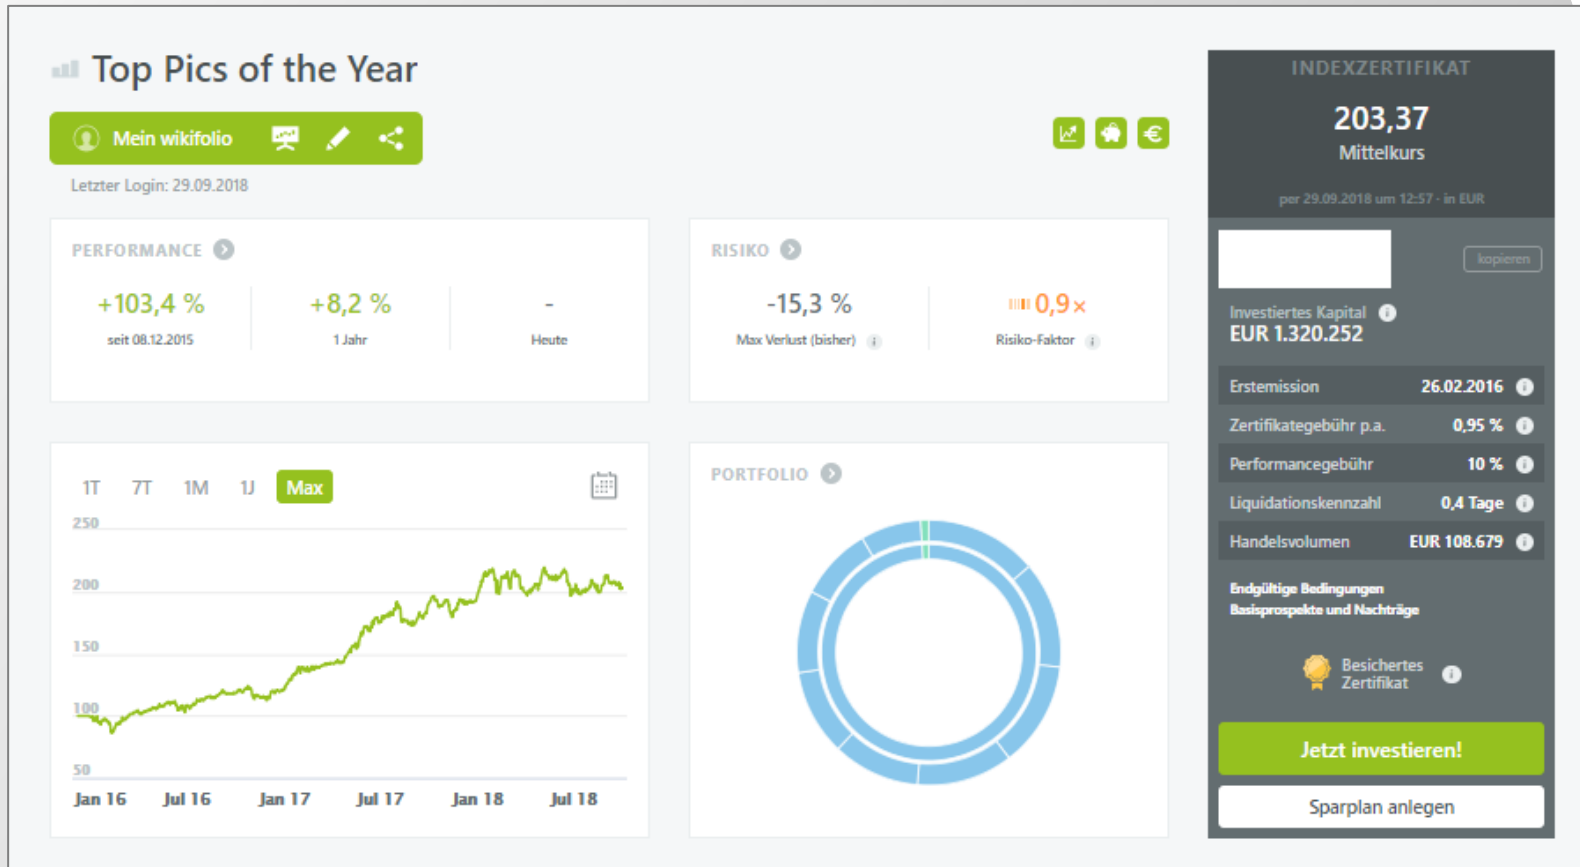 Top Pics of the Year
Mein wikifolio
Letzter Login: 29.09.2018
PERFORMANCE
+103,4 %
seit 08.12.2015
+8,2 %
1 Jahr
-
Heute
RISIKO
-15,3 %
Max Verlust (bisher)
0,9 ×
Risiko-Faktor
1T 7T 1M 1J Max
250
200
150
100
50
Jan 16 Jul 16 Jan 17 Jul 17 Jan 18 Jul 18
PORTFOLIO
INDEXZERTIFIKAT
203,37
Mittelkurs
per 29.09.2018 um 12:57 - in EUR
kopieren
Investiertes Kapital
EUR 1.320.252
Erstemission 26.02.2016
Zertifikategebühr p.a. 0,95 %
Performancegebühr 10 %
Liquidationskennzahl 0,4 Tage
Handelsvolumen EUR 108.679
Endgültige Bedingungen
Basisprospekte und Nachträge
Besichertes
Zertifikat
Jetzt investieren!
Sparplan anlegen